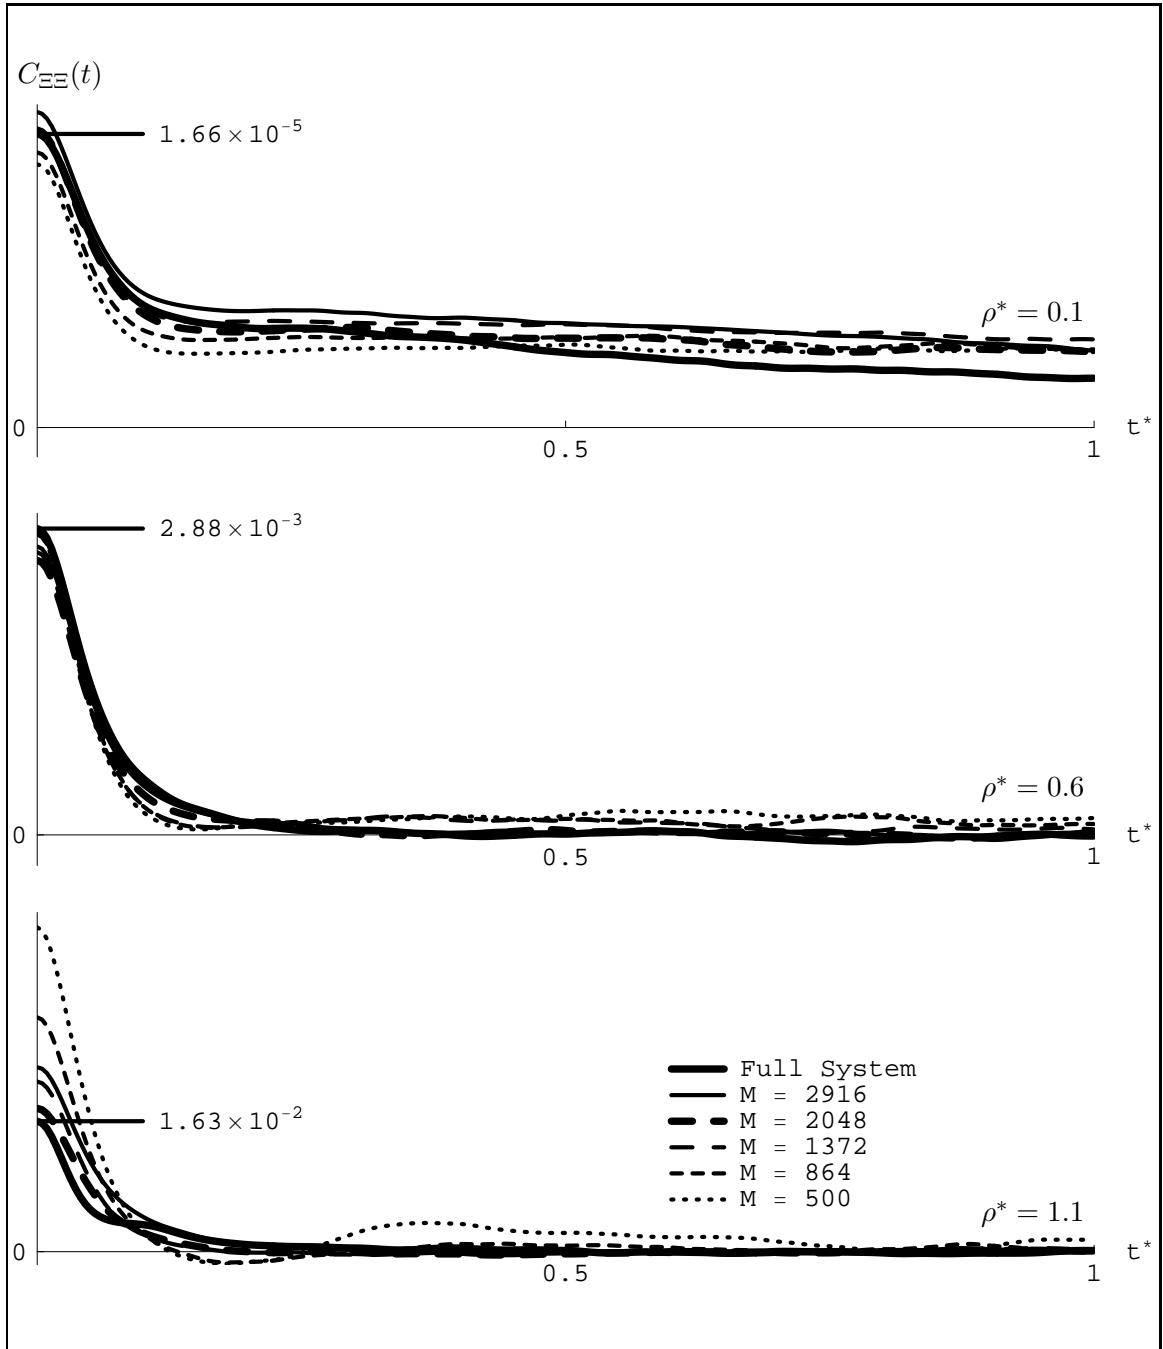 C_ΞΞ(t)
1.66×10⁻⁵
ρ* = 0.1
0
t*
0.5
1
2.88×10⁻³
ρ* = 0.6
0
t*
0.5
1
Full System
M = 2916
1.63×10⁻²
M = 2048
M = 1372
M = 864
M = 500
ρ* = 1.1
0
t*
0.5
1